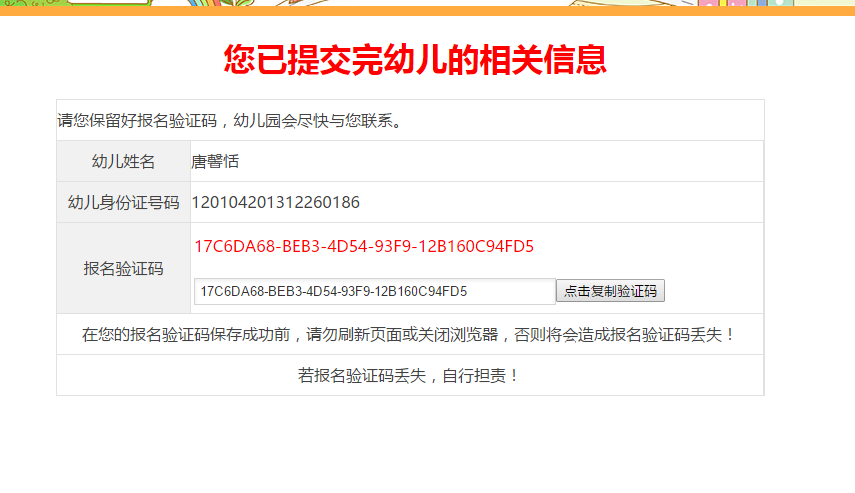 您已提交完幼儿的相关信息
请您保留好报名验证码，幼儿园会尽快与您联系。
幼儿姓名 唐馨恬
幼儿身份证号码 120104201312260186
报名验证码 17C6DA68-BEB3-4D54-93F9-12B160C94FD5
17C6DA68-BEB3-4D54-93F9-12B160C94FD5 点击复制验证码
在您的报名验证码保存成功前，请勿刷新页面或关闭浏览器，否则将会造成报名验证码丢失！
若报名验证码丢失，自行担责！